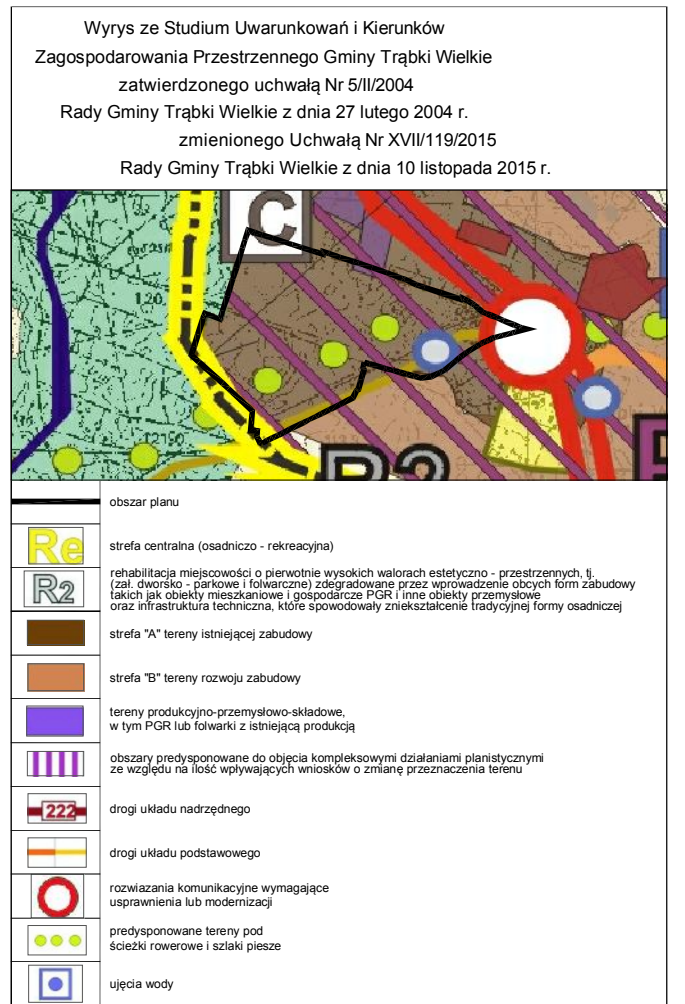 Wyrys ze Studium Uwarunkowań i Kierunków
Zagospodarowania Przestrzennego Gminy Trąbki Wielkie
zatwierdzonego uchwałą Nr 5/II/2004
Rady Gminy Trąbki Wielkie z dnia 27 lutego 2004 r.
zmienionego Uchwałą Nr XVII/119/2015
Rady Gminy Trąbki Wielkie z dnia 10 listopada 2015 r.
C
120
R2
obszar planu
Re
strefa centralna (osadniczo - rekreacyjna)
R2
rehabilitacja miejscowości o pierwotnie wysokich walorach estetyczno - przestrzennych, tj.
(zał. dworsko - parkowe i folwarczne) zdegradowane przez wprowadzenie obcych form zabudowy
takich jak obiekty mieszkaniowe i gospodarcze PGR i inne obiekty przemysłowe
oraz infrastruktura techniczna, które spowodowały zniekształcenie tradycyjnej formy osadniczej
strefa "A" tereny istniejącej zabudowy
strefa "B" tereny rozwoju zabudowy
tereny produkcyjno-przemysłowo-składowe,
w tym PGR lub folwarki z istniejącą produkcją
obszary predysponowane do objęcia kompleksowymi działaniami planistycznymi
ze względu na ilość wpływających wniosków o zmianę przeznaczenia terenu
222
drogi układu nadrzędnego
drogi układu podstawowego
rozwiazania komunikacyjne wymagające
usprawnienia lub modernizacji
predysponowane tereny pod
ścieżki rowerowe i szlaki piesze
ujęcia wody